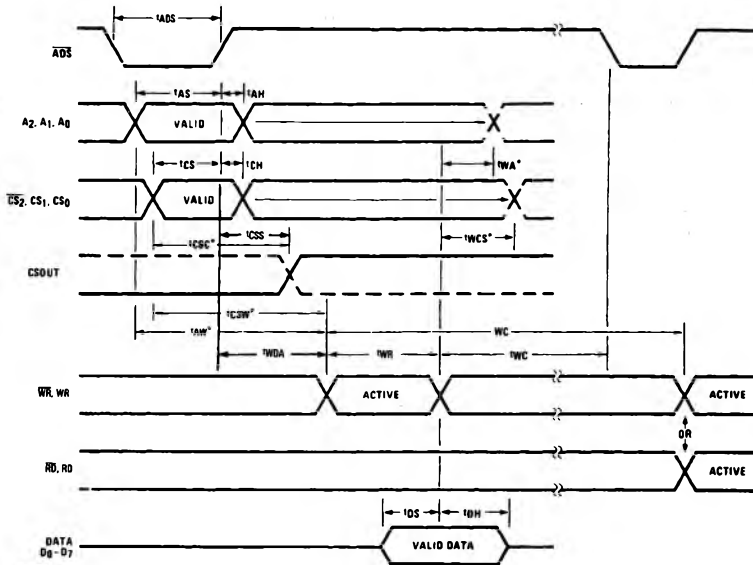 tADS
ADS
tAS tAH
A2, A1, A0 VALID
tWA*
tCS tCH
CS2, CS1, CS0 VALID
tCSS tWCS*
tCSC*
CSOUT
tCSW*
tAW* WC
tWDA tWR tWC
WR, WR ACTIVE ACTIVE
OR
RD, RD ACTIVE
tDS tDH
DATA
D0-D7 VALID DATA